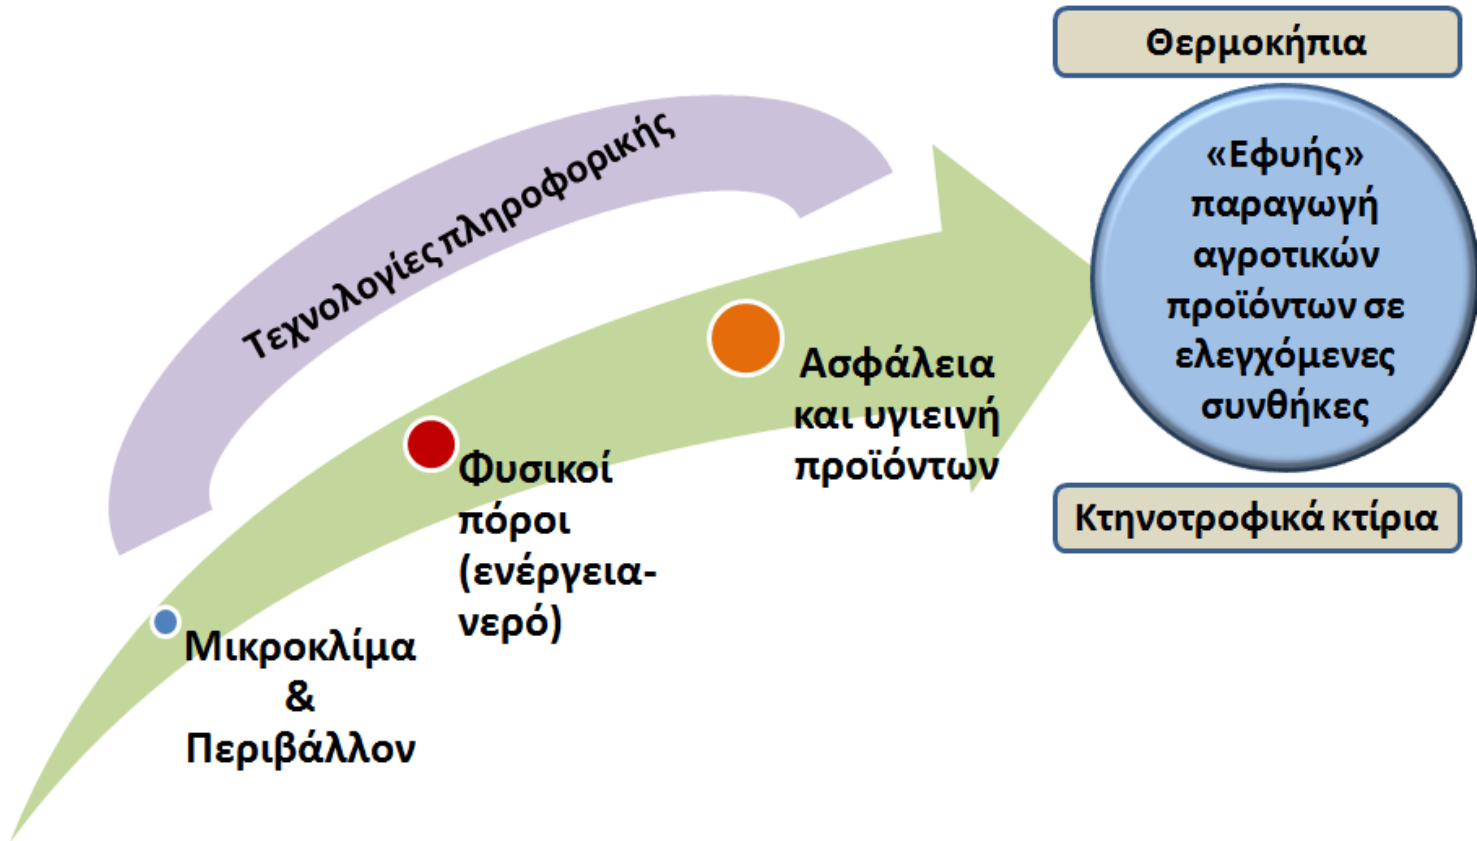 Θερμοκήπια
«Εφυής»
παραγωγή
αγροτικών
προϊόντων σε
ελεγχόμενες
συνθήκες
Κτηνοτροφικά κτίρια
Τεχνολογίες πληροφορικής
Ασφάλεια
και υγιεινή
προϊόντων
Φυσικοί
πόροι
(ενέργεια-
νερό)
Μικροκλίμα
&
Περιβάλλον